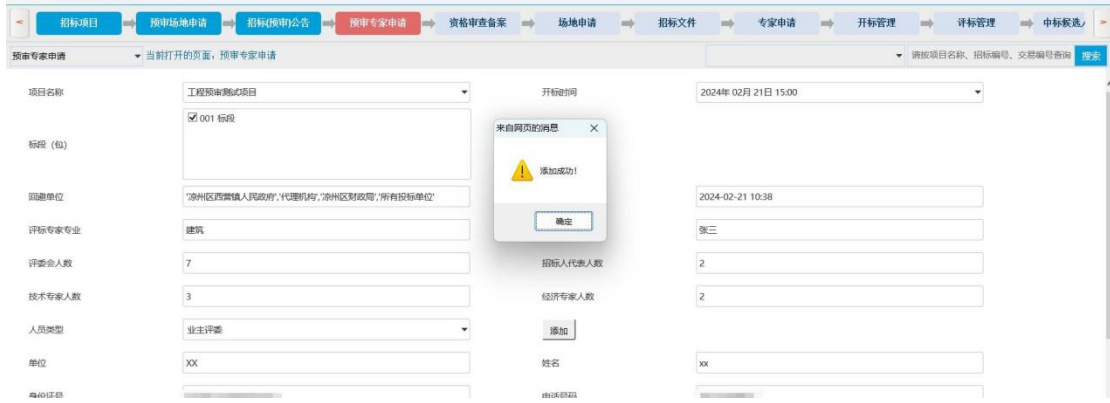 招标项目 预审场地申请 招标(预审)公告 预审专家申请 资格审查备案 场地申请 招标文件 专家申请 开标管理 评标管理 中标候选人
预审专家申请 当前打开的页面，预审专家申请 请按项目名称、招标编号、交易编号查询 搜索
项目名称 工程预审测试项目 开标时间 2024年 02月 21日 15:00
标段（包） 001 标段
来自网页的消息
添加成功！
确定
回避单位 '凉州区西营镇人民政府','代理机构','凉州区财政局','所有投标单位' 2024-02-21 10:38
评标专家专业 建筑 张三
评委会人数 7 招标人代表人数 2
技术专家人数 3 经济专家人数 2
人员类型 业主评委 添加
单位 XX 姓名 xx
身份证号 电话号码